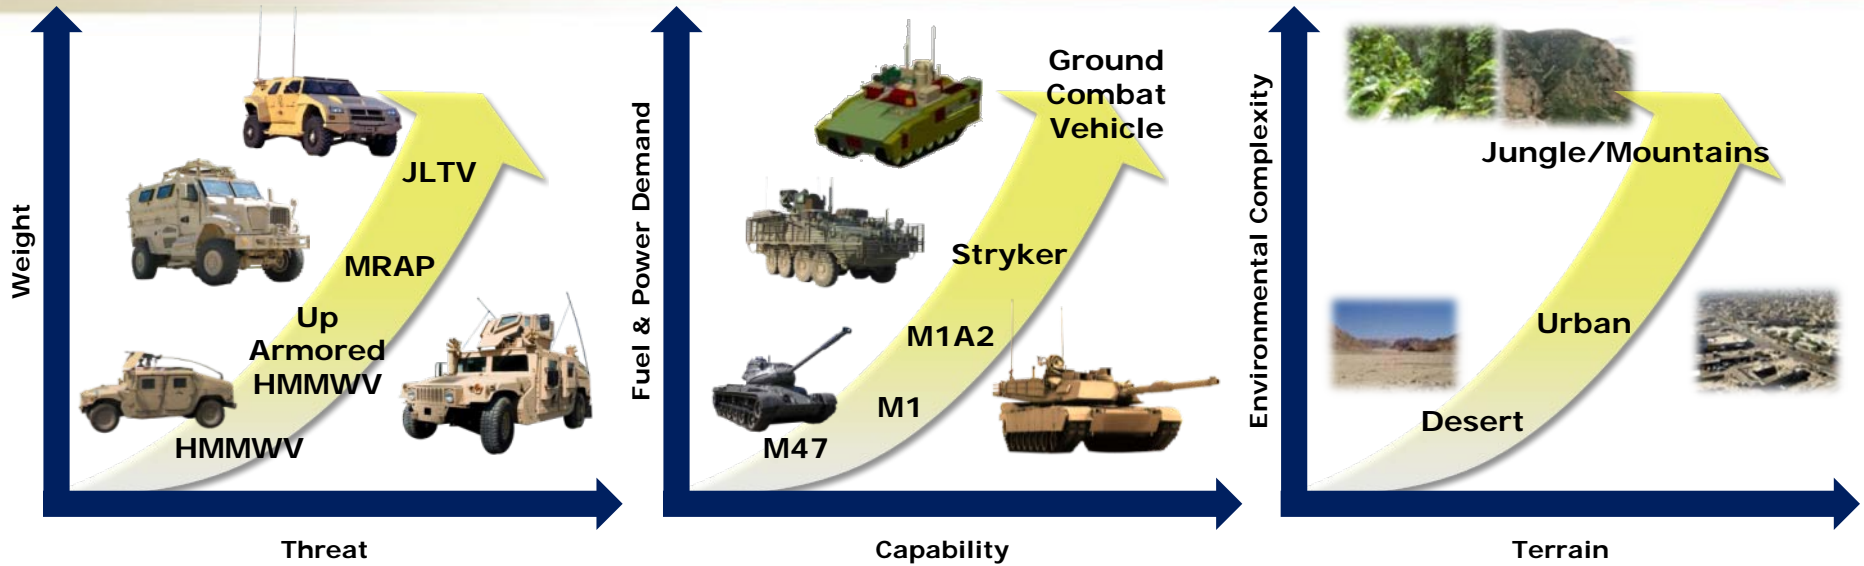 Weight
JLTV
MRAP
Up
Armored
HMMWV
HMMWV
Threat
Fuel & Power Demand
Ground
Combat
Vehicle
Stryker
M1A2
M1
M47
Capability
Environmental Complexity
Jungle/Mountains
Urban
Desert
Terrain